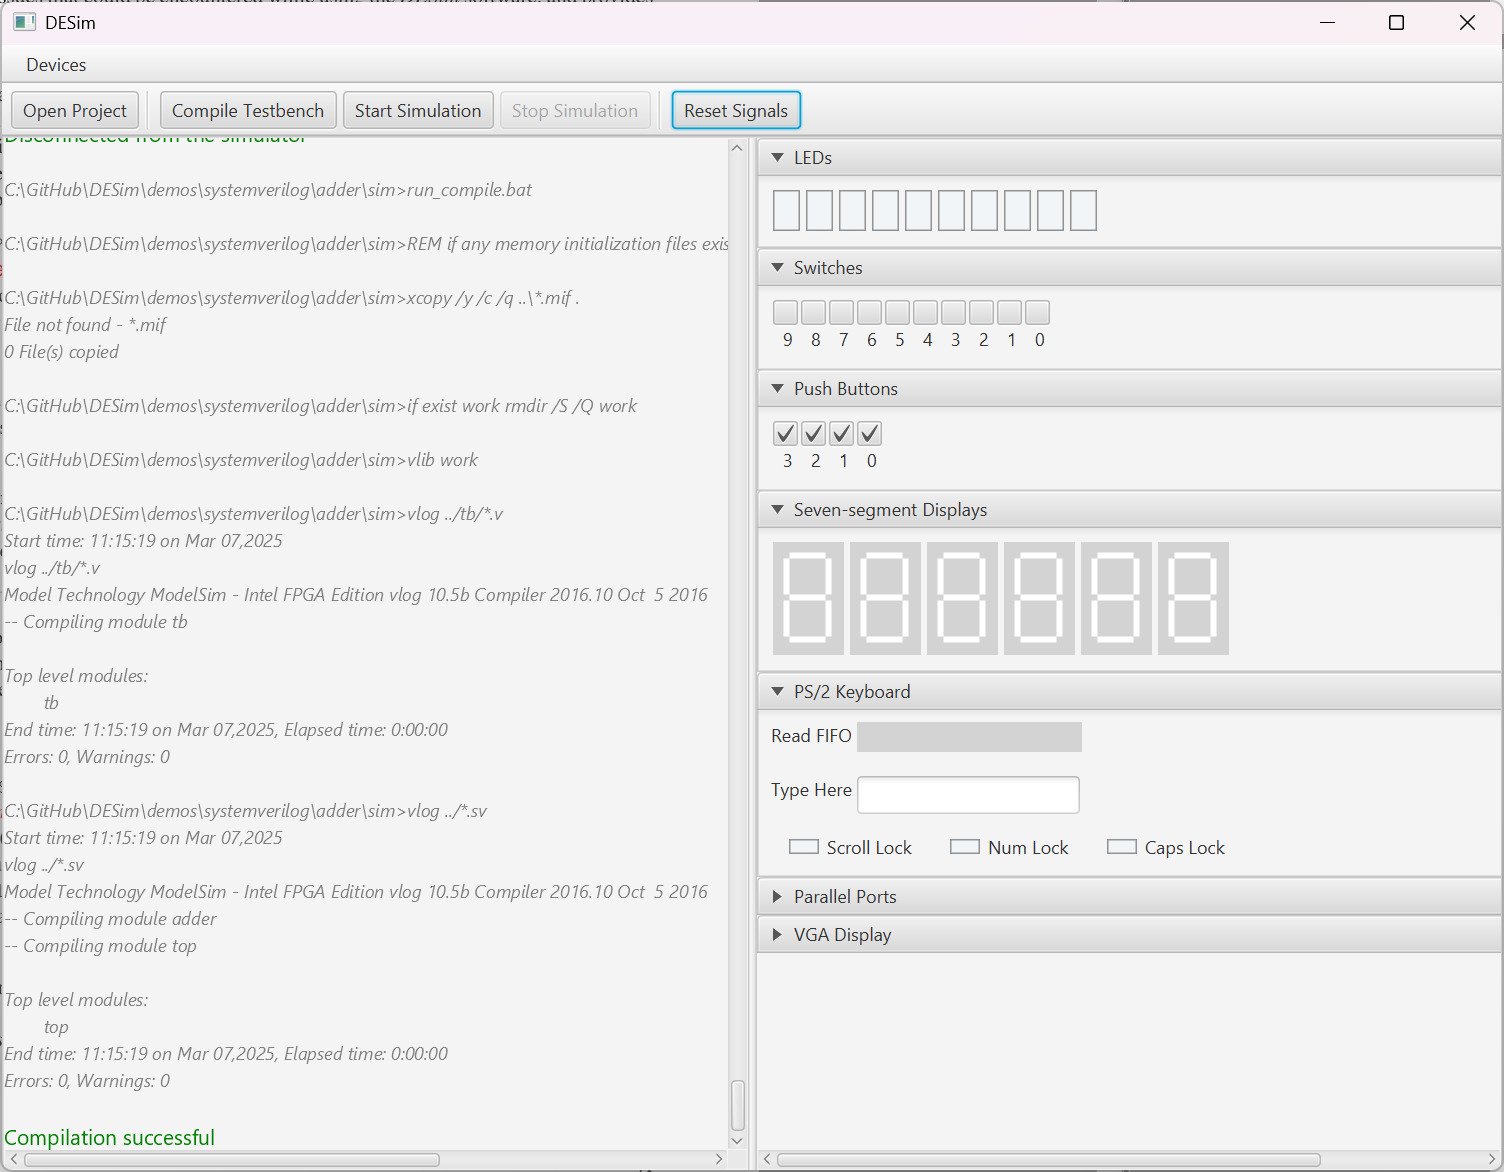 DESim
Devices
Open Project Compile Testbench Start Simulation Stop Simulation Reset Signals
Disconnected from the simulator
C:\GitHub\DESim\demos\systemverilog\adder\sim>run_compile.bat
C:\GitHub\DESim\demos\systemverilog\adder\sim>REM if any memory initialization files exis
C:\GitHub\DESim\demos\systemverilog\adder\sim>xcopy /y /c /q ..\*.mif .
File not found - *.mif
0 File(s) copied
C:\GitHub\DESim\demos\systemverilog\adder\sim>if exist work rmdir /S /Q work
C:\GitHub\DESim\demos\systemverilog\adder\sim>vlib work
C:\GitHub\DESim\demos\systemverilog\adder\sim>vlog ../tb/*.v
Start time: 11:15:19 on Mar 07,2025
vlog ../tb/*.v
Model Technology ModelSim - Intel FPGA Edition vlog 10.5b Compiler 2016.10 Oct  5 2016
-- Compiling module tb
Top level modules:
tb
End time: 11:15:19 on Mar 07,2025, Elapsed time: 0:00:00
Errors: 0, Warnings: 0
C:\GitHub\DESim\demos\systemverilog\adder\sim>vlog ../*.sv
Start time: 11:15:19 on Mar 07,2025
vlog ../*.sv
Model Technology ModelSim - Intel FPGA Edition vlog 10.5b Compiler 2016.10 Oct  5 2016
-- Compiling module adder
-- Compiling module top
Top level modules:
top
End time: 11:15:19 on Mar 07,2025, Elapsed time: 0:00:00
Errors: 0, Warnings: 0
Compilation successful
LEDs
Switches
9 8 7 6 5 4 3 2 1 0
Push Buttons
3 2 1 0
Seven-segment Displays
PS/2 Keyboard
Read FIFO
Type Here
Scroll Lock Num Lock Caps Lock
Parallel Ports
VGA Display